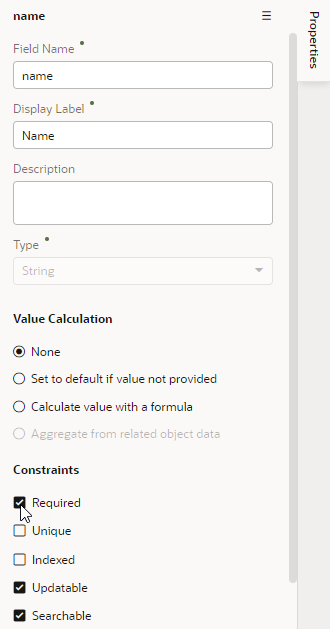 name
Properties
Field Name
name
Display Label
Name
Description
Type
String
Value Calculation
None
Set to default if value not provided
Calculate value with a formula
Aggregate from related object data
Constraints
Required
Unique
Indexed
Updatable
Searchable